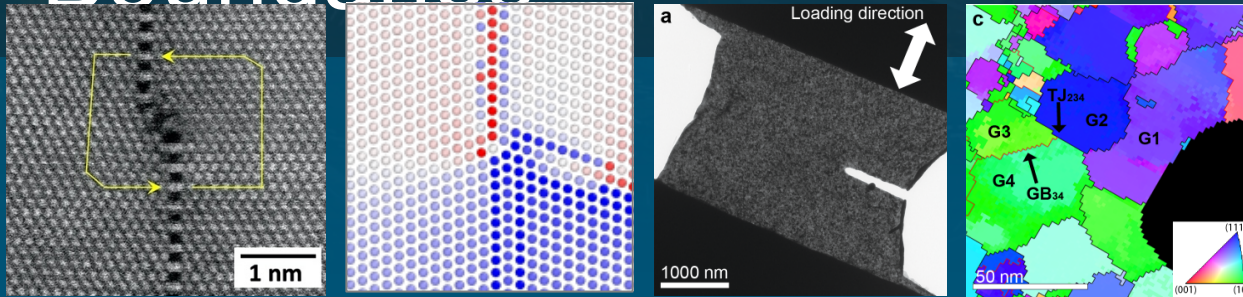 1 nm
a
Loading direction
1000 nm
c
TJ234
G2
G1
G3
G4
GB34
50 nm
(001)